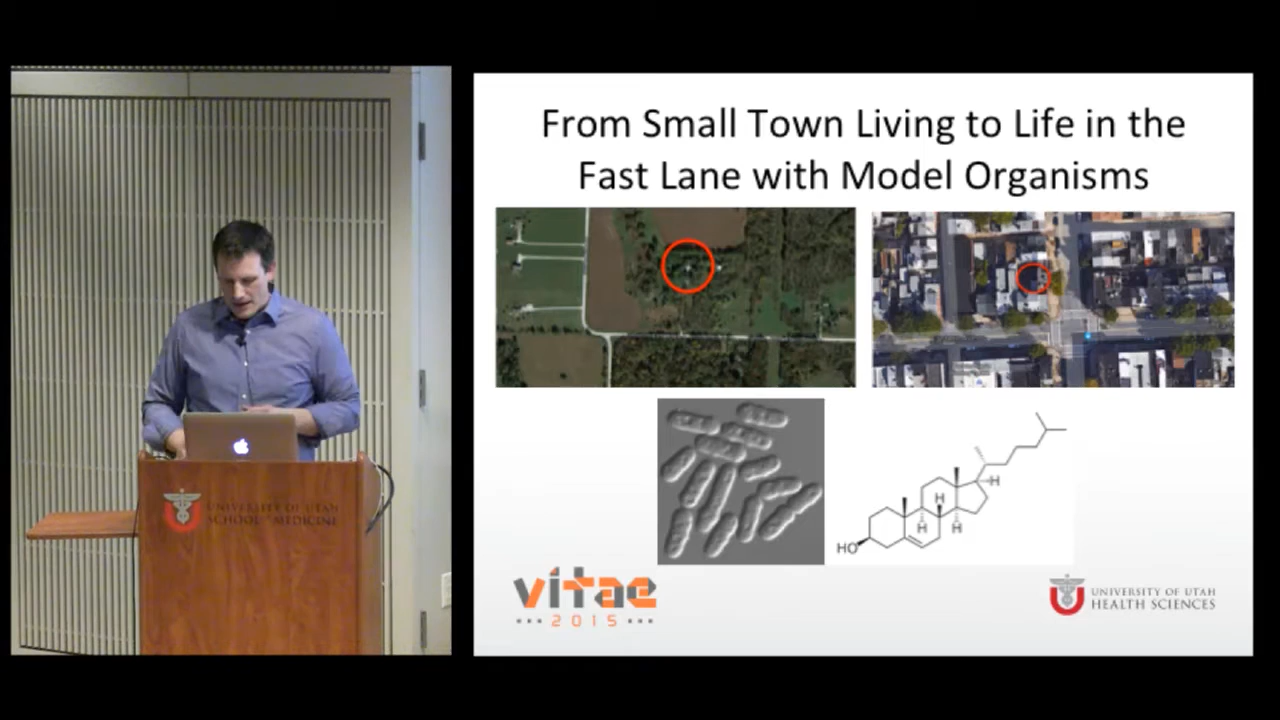 From Small Town Living to Life in the
Fast Lane with Model Organisms
HO
H
H
H
H
UNIVERSITY OF UTAH
SCHOOL OF MEDICINE
vitae
2015
UNIVERSITY OF UTAH
HEALTH SCIENCES